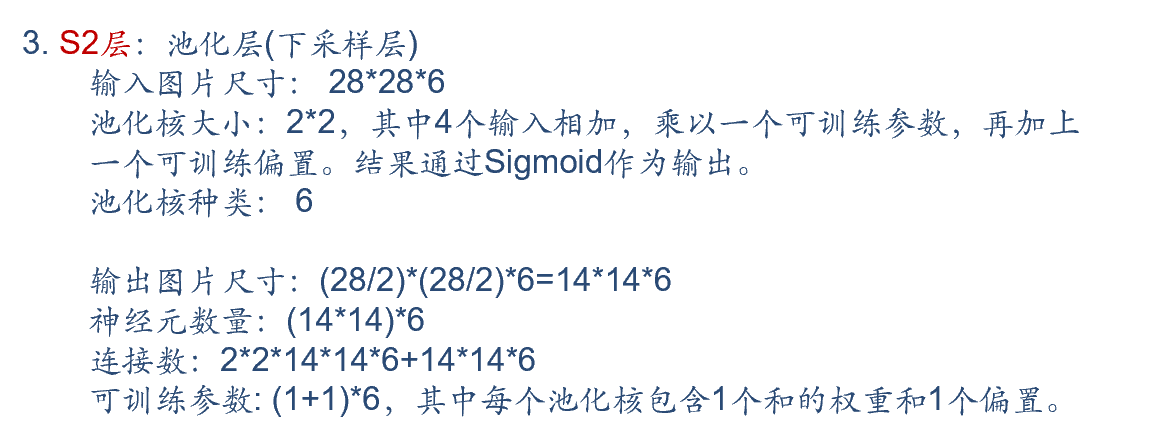 3. S2层：池化层(下采样层)
输入图片尺寸： 28*28*6
池化核大小：2*2，其中4个输入相加，乘以一个可训练参数，再加上
一个可训练偏置。结果通过Sigmoid作为输出。
池化核种类： 6
输出图片尺寸：(28/2)*(28/2)*6=14*14*6
神经元数量：(14*14)*6
连接数：2*2*14*14*6+14*14*6
可训练参数: (1+1)*6，其中每个池化核包含1个和的权重和1个偏置。